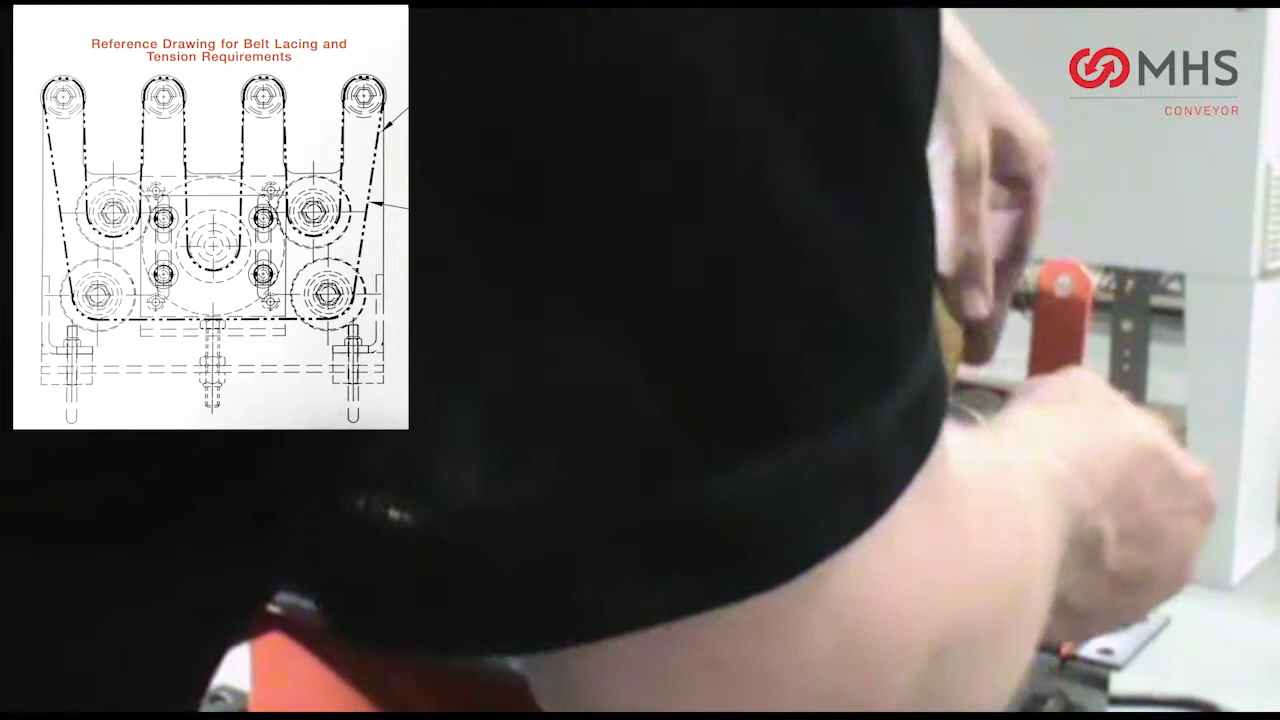 Reference Drawing for Belt Lacing and
Tension Requirements
MHS
CONVEYOR